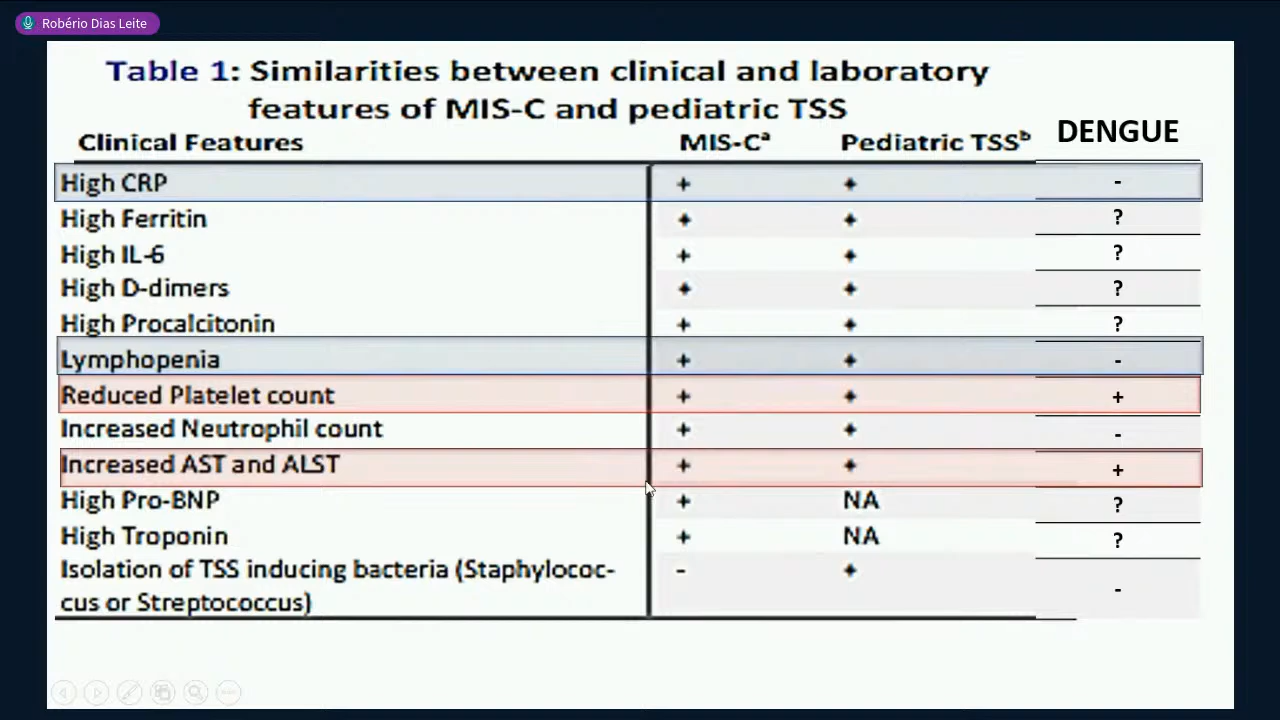 Robério Dias Leite
Table 1: Similarities between clinical and laboratory
features of MIS-C and pediatric TSS
Clinical Features MIS-Cᵃ Pediatric TSSᵇ DENGUE
High CRP + + -
High Ferritin + + ?
High IL-6 + + ?
High D-dimers + + ?
High Procalcitonin + + ?
Lymphopenia + + -
Reduced Platelet count + + +
Increased Neutrophil count + + -
Increased AST and ALST + + +
High Pro-BNP + NA ?
High Troponin + NA ?
Isolation of TSS inducing bacteria (Staphylococ- - + -
cus or Streptococcus)